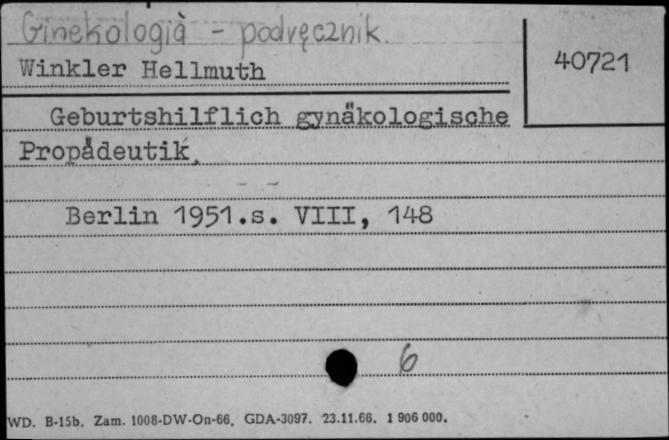 Ginekologia - podręcznik
Winkler Hellmuth
40721
Geburtshilflich gynäkologische
Propädeutik.
Berlin 1951.s. VIII, 148
6
WD. B-15b. Zam. 1008-DW-On-66. GDA-3097. 23.11.66. 1 906 000.